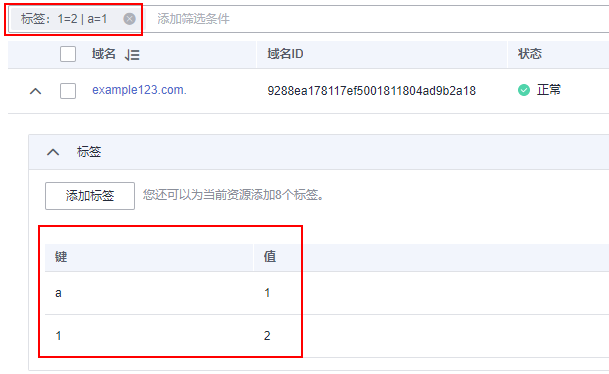 标签：1=2 | a=1 添加筛选条件
域名 域名ID 状态
example123.com. 9288ea178117ef5001811804ad9b2a18 正常
标签
添加标签 您还可以为当前资源添加8个标签。
键 值
a 1
1 2